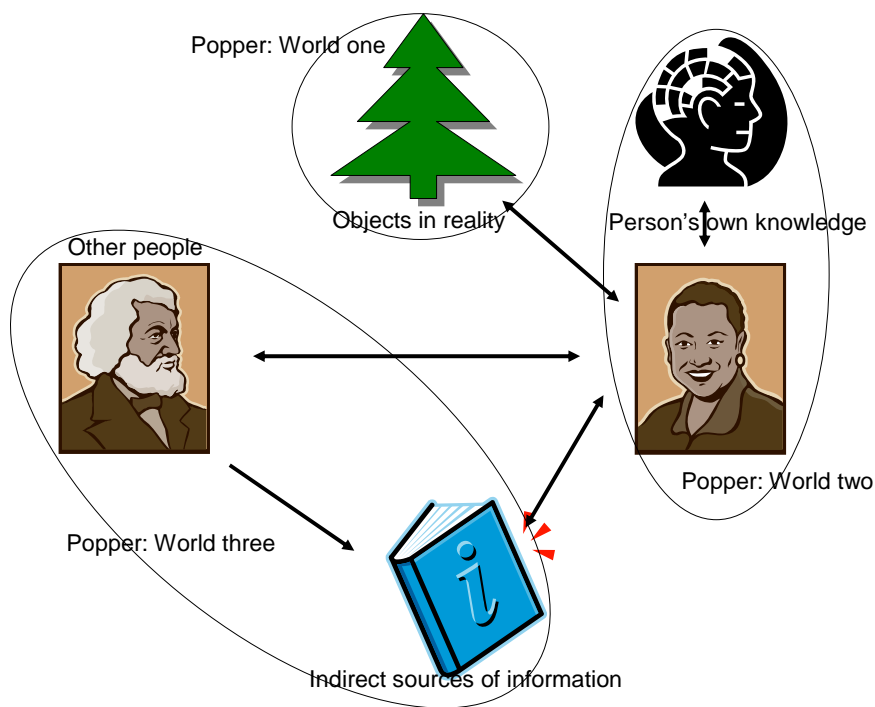 Popper: World one
Objects in reality
Person's own knowledge
Other people
Popper: World two
Popper: World three
i
Indirect sources of information